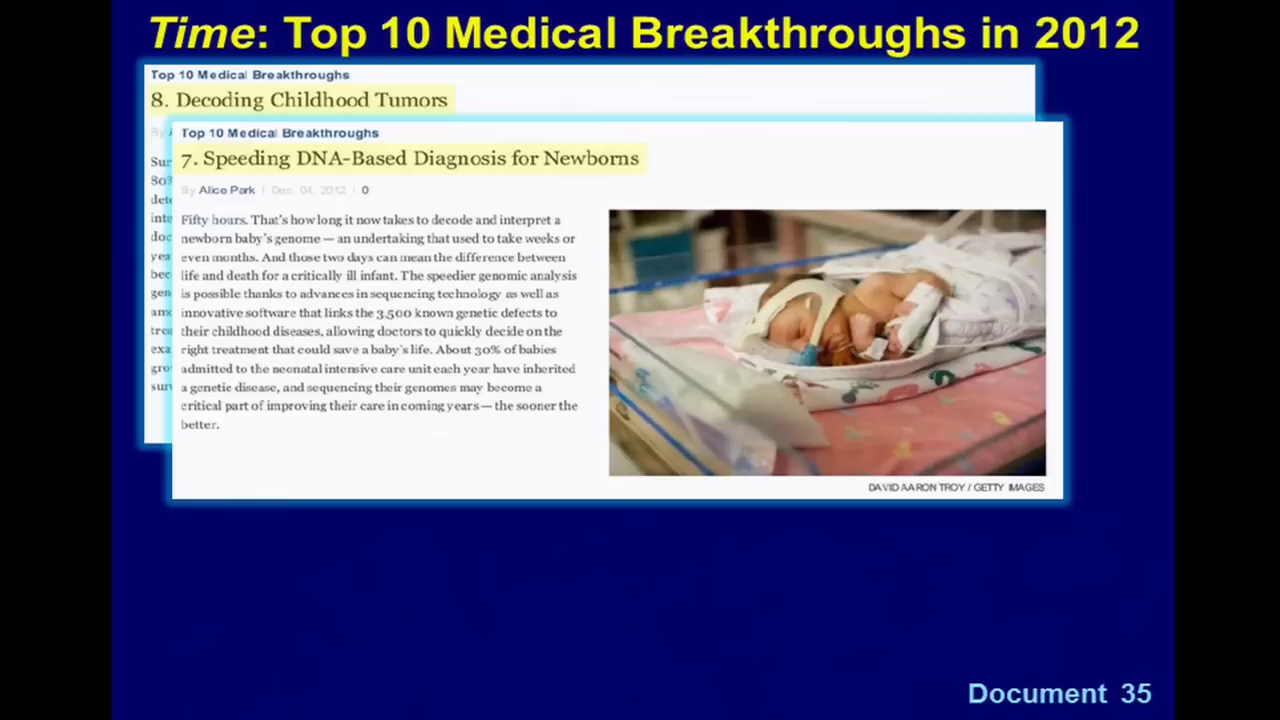 Time: Top 10 Medical Breakthroughs in 2012
Top 10 Medical Breakthroughs
8. Decoding Childhood Tumors
By
Top 10 Medical Breakthroughs
7. Speeding DNA-Based Diagnosis for Newborns
By Alice Park | Dec. 04, 2012 | 0
Fifty hours. That's how long it now takes to decode and interpret a
newborn baby's genome — an undertaking that used to take weeks or
even months. And those two days can mean the difference between
life and death for a critically ill infant. The speedier genomic analysis
is possible thanks to advances in sequencing technology as well as
innovative software that links the 3,500 known genetic defects to
their childhood diseases, allowing doctors to quickly decide on the
right treatment that could save a baby's life. About 30% of babies
admitted to the neonatal intensive care unit each year have inherited
a genetic disease, and sequencing their genomes may become a
critical part of improving their care in coming years — the sooner the
better.
DAVID AARON TROY / GETTY IMAGES
Document 35